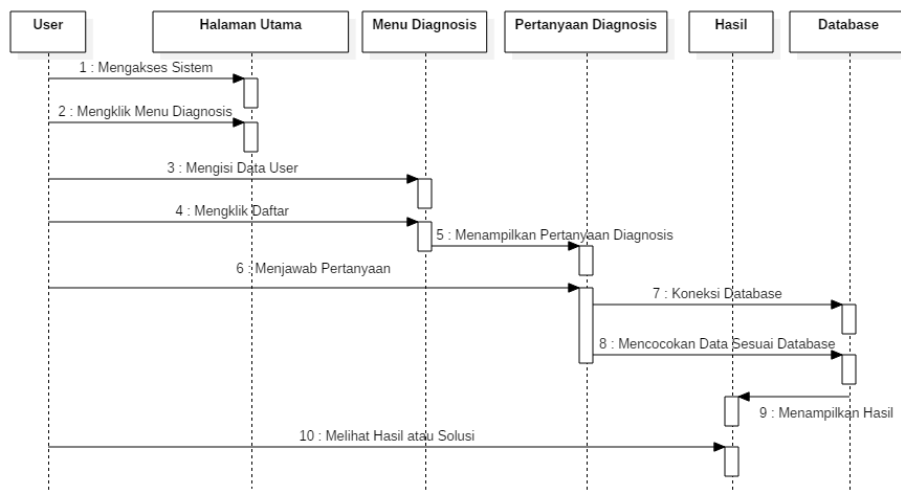 User
Halaman Utama
Menu Diagnosis
Pertanyaan Diagnosis
Hasil
Database
1 : Mengakses Sistem
2 : Mengklik Menu Diagnosis
3 : Mengisi Data User
4 : Mengklik Daftar
5 : Menampilkan Pertanyaan Diagnosis
6 : Menjawab Pertanyaan
7 : Koneksi Database
8 : Mencocokan Data Sesuai Database
9 : Menampilkan Hasil
10 : Melihat Hasil atau Solusi